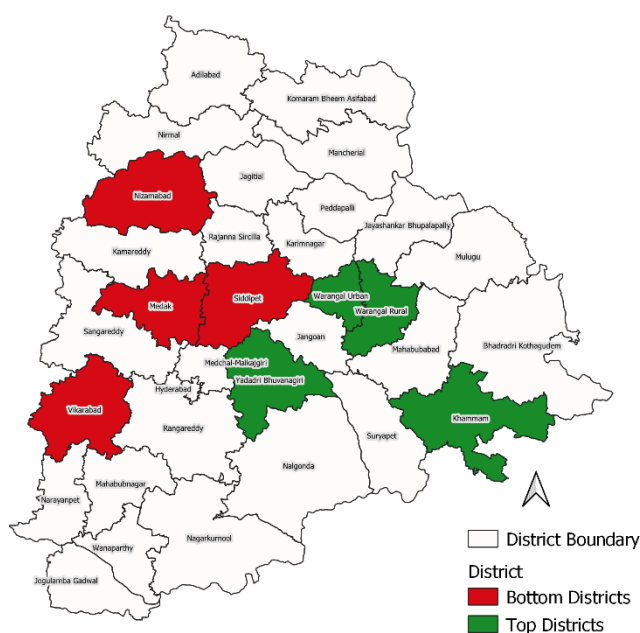 Adilabad
Komaram Bheem Asifabad
Nirmal
Mancherial
Jagitial
Nizamabad
Peddapalli
Jayashankar Bhupalapally
Rajanna Sircilla
Karimnagar
Kamareddy
Mulugu
Warangal Urban
Siddipet
Medak
Warangal Rural
Sangareddy
Jangoan
Bhadradri Kothagudem
Mahabubabad
Medchal-Malkajgiri
Yadadri Bhuvanagiri
Hyderabad
Vikarabad
Khammam
Rangareddy
Suryapet
Nalgonda
Mahabubnagar
Narayanpet
Wanaparthy
Nagarkurnool
Jogulamba Gadwal
District Boundary
District
Bottom Districts
Top Districts